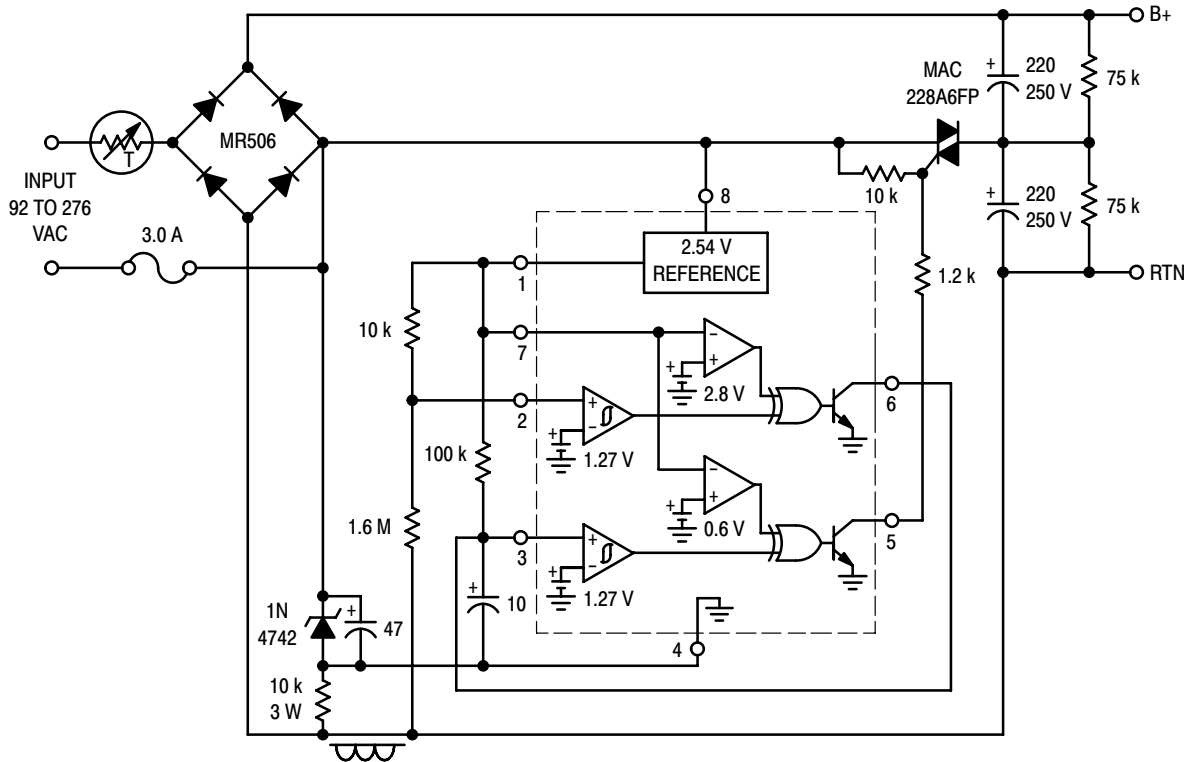 B+
MAC
228A6FP
+
220
250 V
75 k
MR506
T
INPUT
92 TO 276
VAC
3.0 A
8
10 k
+
220
250 V
75 k
2.54 V
REFERENCE
1
RTN
1.2 k
10 k
7
-
+
+
2.8 V
6
2
+
-
+
1.27 V
100 k
-
+
+
0.6 V
5
1.6 M
3
+
-
+
1.27 V
1N
4742
+
47
+
10
4
10 k
3 W